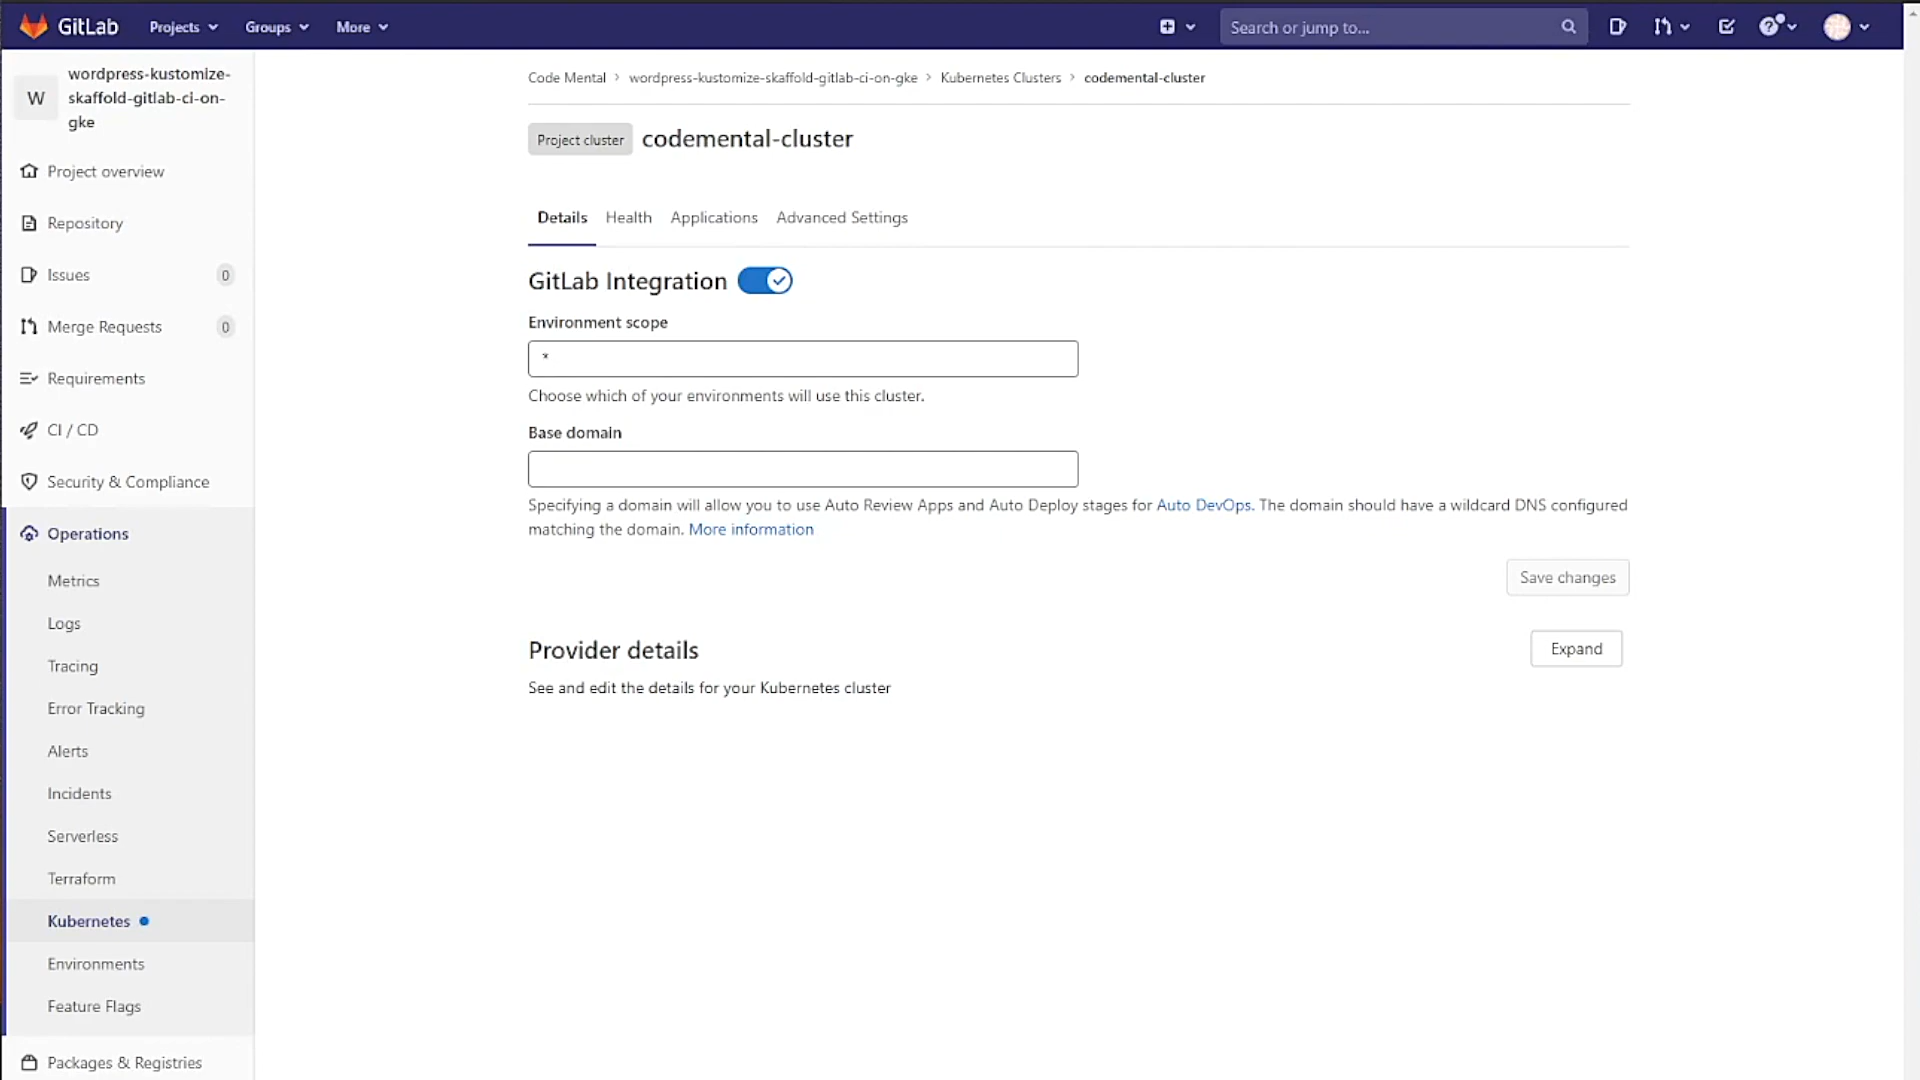 GitLab
Projects
Groups
More
Search or jump to...
W
wordpress-kustomize-
skaffold-gitlab-ci-on-
gke
Project overview
Repository
Issues 0
Merge Requests 0
Requirements
CI / CD
Security & Compliance
Operations
Metrics
Logs
Tracing
Error Tracking
Alerts
Incidents
Serverless
Terraform
Kubernetes
Environments
Feature Flags
Packages & Registries
Code Mental > wordpress-kustomize-skaffold-gitlab-ci-on-gke > Kubernetes Clusters > codemental-cluster
Project cluster codemental-cluster
Details Health Applications Advanced Settings
GitLab Integration
Environment scope
*
Choose which of your environments will use this cluster.
Base domain
Specifying a domain will allow you to use Auto Review Apps and Auto Deploy stages for Auto DevOps. The domain should have a wildcard DNS configured
matching the domain. More information
Save changes
Provider details
Expand
See and edit the details for your Kubernetes cluster